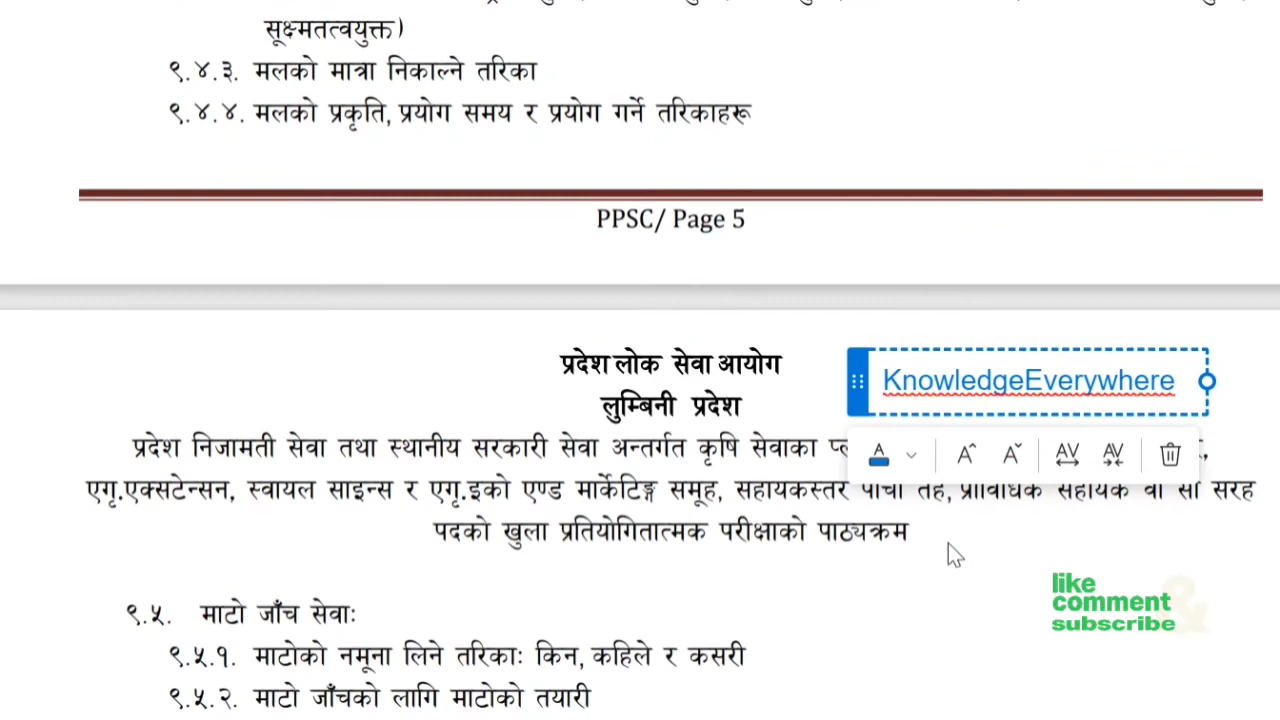 सूक्ष्मतत्वयुक्त)
९.४.३. मलको मात्रा निकाल्ने तरिका
९.४.४. मलको प्रकृति, प्रयोग समय र प्रयोग गर्ने तरिकाहरू
PPSC/ Page 5
प्रदेश लोक सेवा आयोग
लुम्बिनी प्रदेश
KnowledgeEverywhere
प्रदेश निजामती सेवा तथा स्थानीय सरकारी सेवा अन्तर्गत कृषि सेवाका
एगृ.एक्सटेन्सन, स्वायल साइन्स र एगृ.इको एण्ड मार्केटिङ्ग समूह, सहायकस्तर पाँचौं तह, प्राविधिक सहायक वा सो सरह
पदको खुला प्रतियोगितात्मक परीक्षाको पाठ्यक्रम
like
comment
subscribe
&
९.५. माटो जाँच सेवाः
९.५.१. माटोको नमूना लिने तरिकाः किन, कहिले र कसरी
९.५.२. माटो जाँचको लागि माटोको तयारी